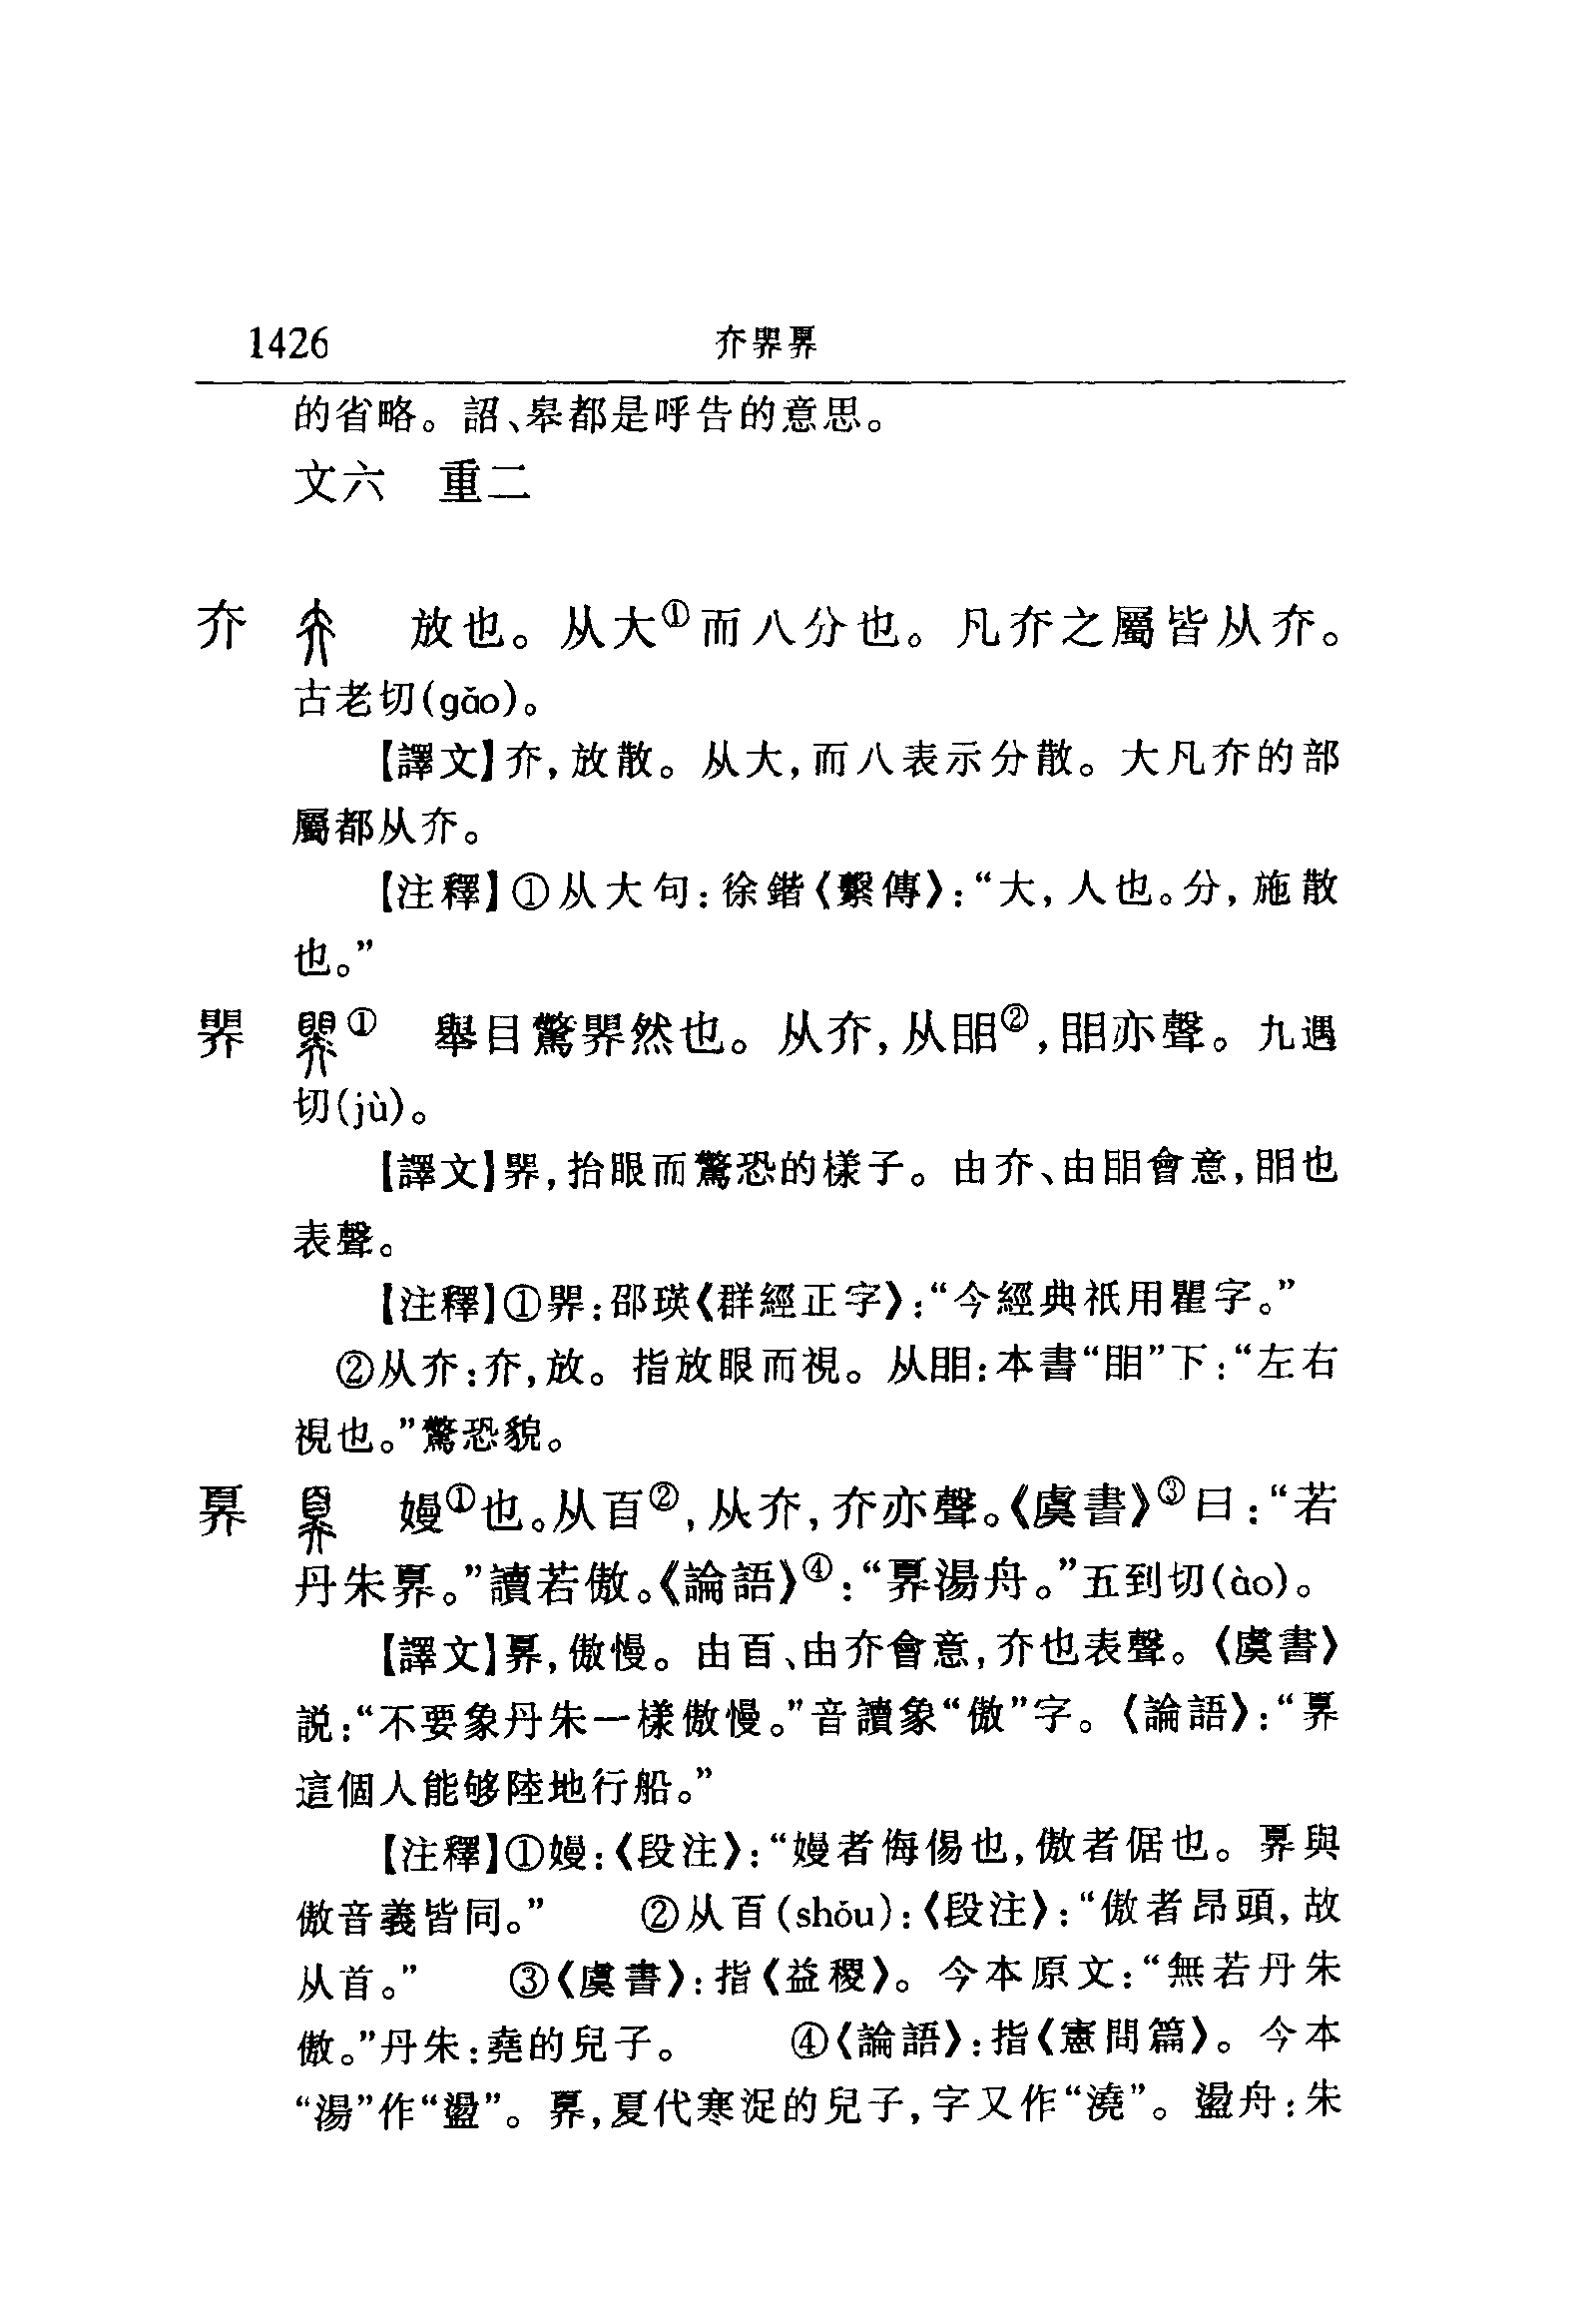 1426 夰䀠奡
的省略。詔、皋都是呼告的意思。
文六 重二
夰 放也。从大①而八分也。凡夰之屬皆从夰。
古老切(gǎo)。
【譯文】夰,放散。从大,而八表示分散。大凡夰的部
屬都从夰。
【注釋】①从大句:徐鍇《繫傳》:“大,人也。分,施散
也。”
界 ① 舉目驚界然也。从夰,从䀠②,䀠亦聲。九遇
切(jù)。
【譯文】界,抬眼而驚恐的樣子。由夰、由䀠會意,䀠也
表聲。
【注釋】①界:邵瑛《群經正字》:“今經典祇用瞿字。”
②从夰:夰,放。指放眼而視。从䀠:本書“䀠”下:“左右
視也。”驚恐貌。
奡 嫚①也。从百②,从夰,夰亦聲。《虞書》③曰:“若
丹朱奡。”讀若傲。《論語》④:“奡湯舟。”五到切(ào)。
【譯文】奡,傲慢。由𦣻、由夰會意,夰也表聲。《虞書》
説:“不要象丹朱一樣傲慢。”音讀象“傲”字。《論語》:“奡
這個人能够陸地行船。”
【注釋】①嫚:《段注》:“嫚者侮傷也,傲者倨也。奡與
傲音義皆同。” ②从𦣻(shǒu):《段注》:“傲者昂頭,故
从首。” ③《虞書》:指《益稷》。今本原文:“無若丹朱
傲。”丹朱:堯的兒子。 ④《論語》:指《憲問篇》。今本
“湯”作“盪”。奡,夏代寒浞的兒子,字又作“澆”。盪舟:朱